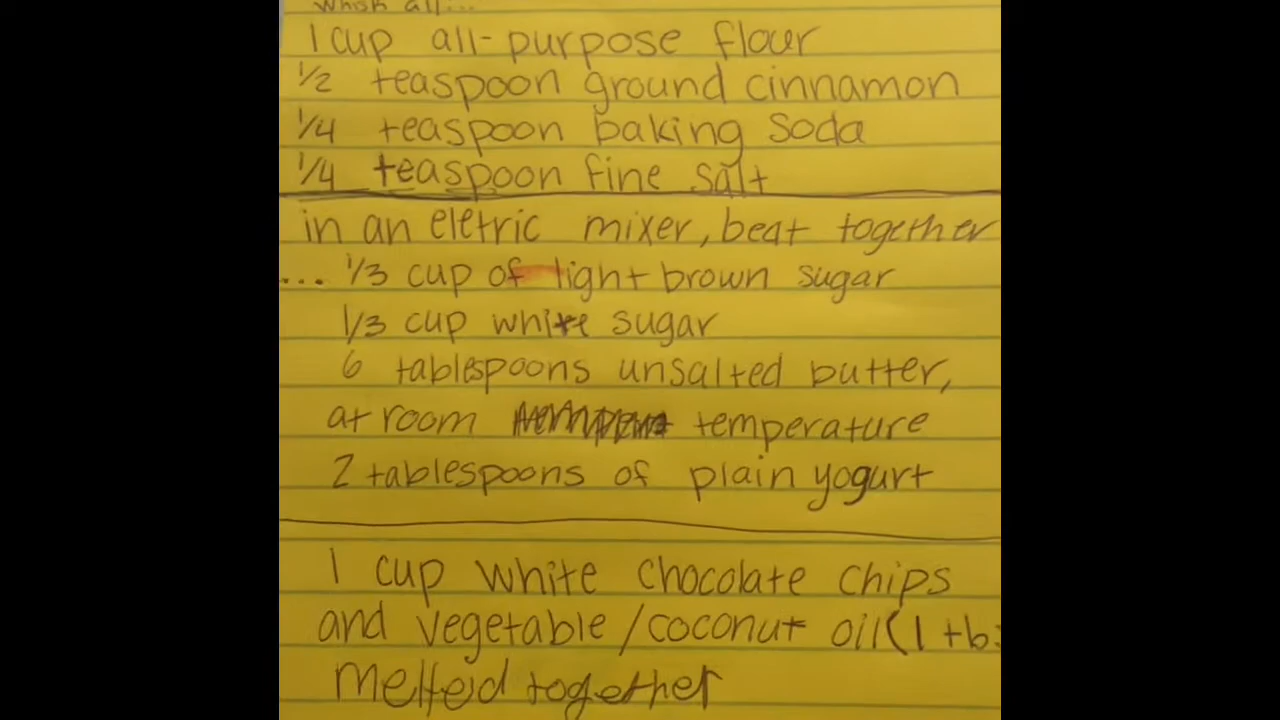 whisk all...
1 cup all-purpose flour
1/2 teaspoon ground cinnamon
1/4 teaspoon baking soda
1/4 teaspoon fine salt
in an eletric mixer, beat together
... 1/3 cup of light brown sugar
1/3 cup white sugar
6 tablespoons unsalted butter,
at room temperature
2 tablespoons of plain yogurt
1 cup white chocolate chips
and vegetable/coconut oil (1 tb
melted together